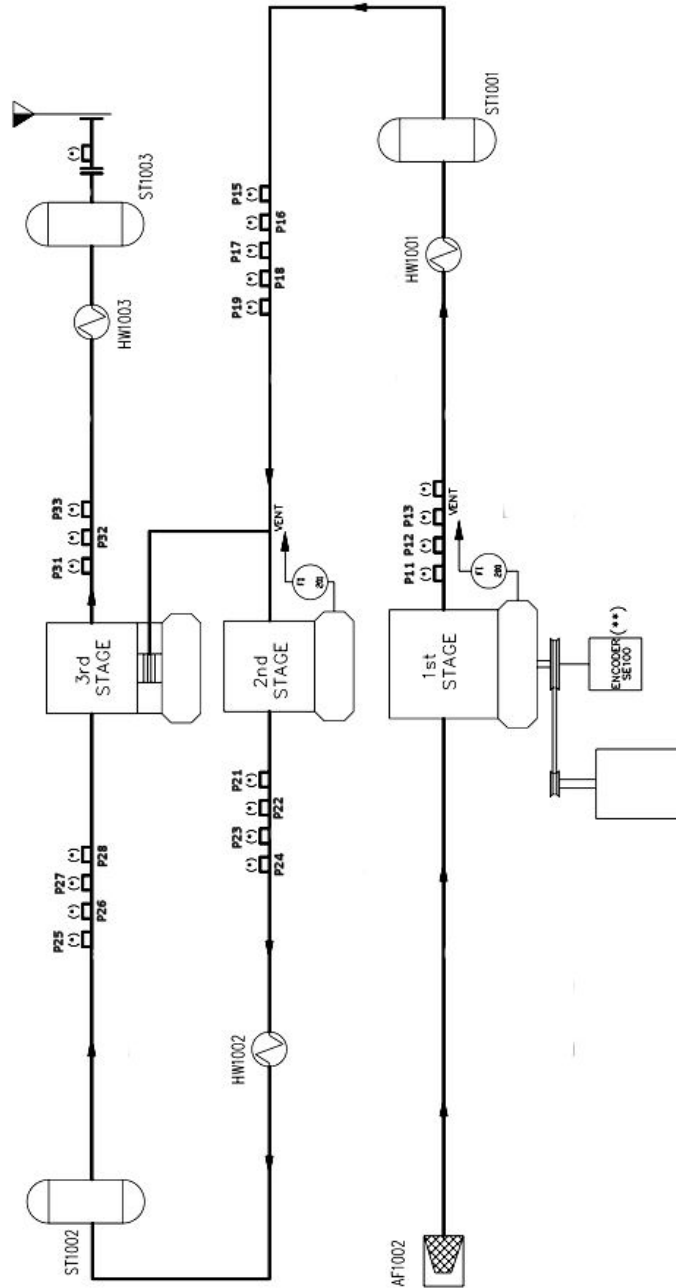 ST1003
(*)
HW1003
P33
(*)
P32
(*)
P31
(*)
3rd
STAGE
P28
(*)
P27
(*)
P26
(*)
P25
(*)
ST1002
P15
(*)
P16
(*)
P17
(*)
P18
(*)
P19
(*)
VENT
FI
201
2nd
STAGE
P21
(*)
P22
(*)
P23
(*)
P24
(*)
HW1002
ST1001
HW1001
(*)
P13
(*)
P12
(*)
P11
(*)
VENT
FI
200
1st
STAGE
ENCODER(**)
SE100
AF1002